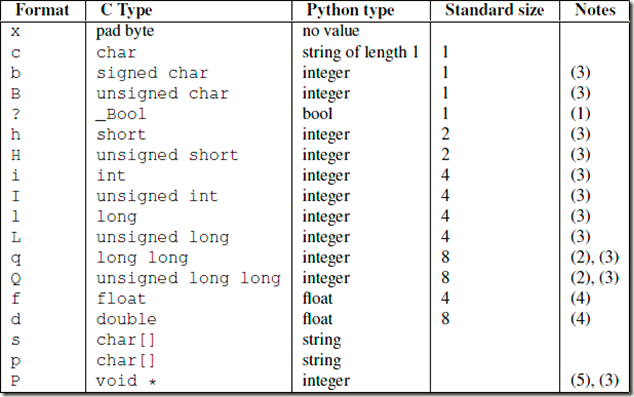 Format C Type Python type Standard size Notes
x pad byte no value
c char string of length 1 1
b signed char integer 1 (3)
B unsigned char integer 1 (3)
? _Bool bool 1 (1)
h short integer 2 (3)
H unsigned short integer 2 (3)
i int integer 4 (3)
I unsigned int integer 4 (3)
l long integer 4 (3)
L unsigned long integer 4 (3)
q long long integer 8 (2), (3)
Q unsigned long long integer 8 (2), (3)
f float float 4 (4)
d double float 8 (4)
s char[] string
p char[] string
P void * integer (5), (3)